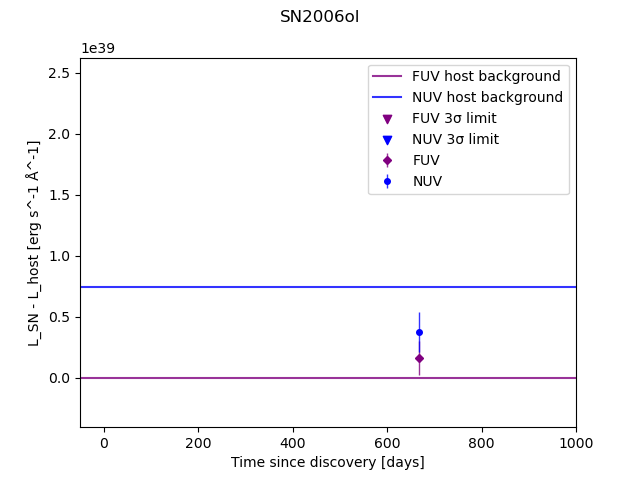 SN2006ol
1e39
2.5
2.0
1.5
1.0
0.5
0.0
L_SN - L_host [erg s^-1 Å^-1]
FUV host background
NUV host background
FUV 3σ limit
NUV 3σ limit
FUV
NUV
0 200 400 600 800 1000
Time since discovery [days]